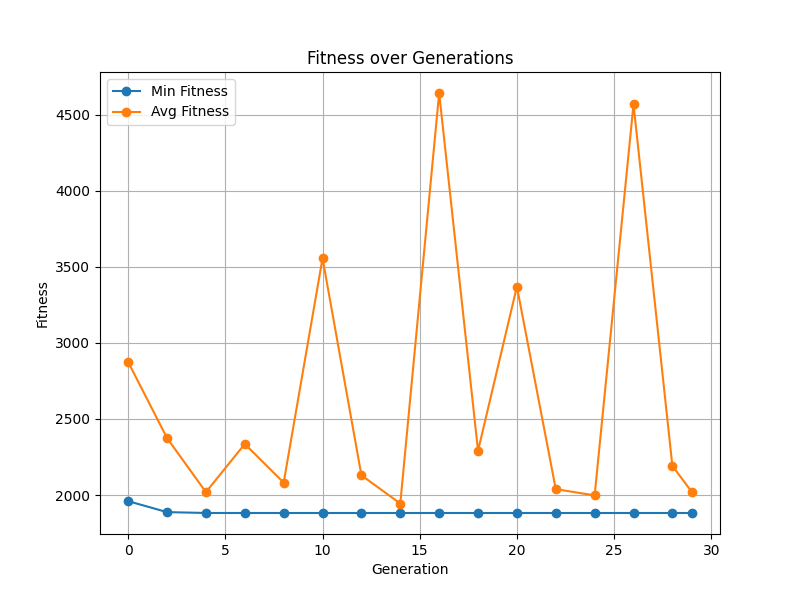 Fitness over Generations
Min Fitness
Avg Fitness
4500
4000
3500
3000
2500
2000
Fitness
0 5 10 15 20 25 30
Generation